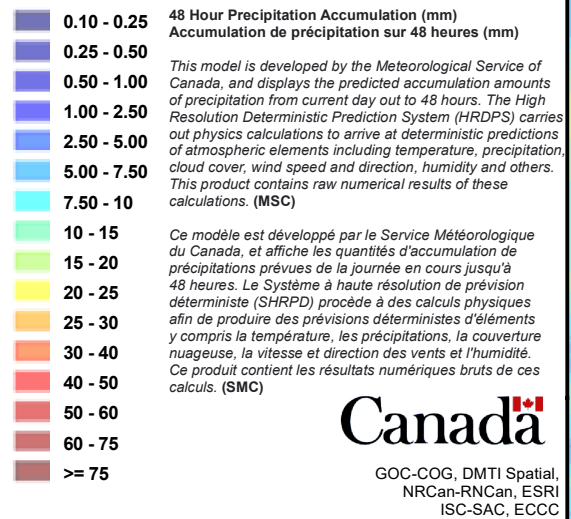 0.10 - 0.25
0.25 - 0.50
0.50 - 1.00
1.00 - 2.50
2.50 - 5.00
5.00 - 7.50
7.50 - 10
10 - 15
15 - 20
20 - 25
25 - 30
30 - 40
40 - 50
50 - 60
60 - 75
>= 75
48 Hour Precipitation Accumulation (mm)
Accumulation de précipitation sur 48 heures (mm)
This model is developed by the Meteorological Service of
Canada, and displays the predicted accumulation amounts
of precipitation from current day out to 48 hours. The High
Resolution Deterministic Prediction System (HRDPS) carries
out physics calculations to arrive at deterministic predictions
of atmospheric elements including temperature, precipitation,
cloud cover, wind speed and direction, humidity and others.
This product contains raw numerical results of these
calculations. (MSC)
Ce modèle est développé par le Service Météorologique
du Canada, et affiche les quantités d'accumulation de
précipitations prévues de la journée en cours jusqu'à
48 heures. Le Système à haute résolution de prévision
déterministe (SHRPD) procède à des calculs physiques
afin de produire des prévisions déterministes d'éléments
y compris la température, les précipitations, la couverture
nuageuse, la vitesse et direction des vents et l'humidité.
Ce produit contient les résultats numériques bruts de ces
calculs. (SMC)
Canada
GOC-COG, DMTI Spatial,
NRCan-RNCan, ESRI
ISC-SAC, ECCC